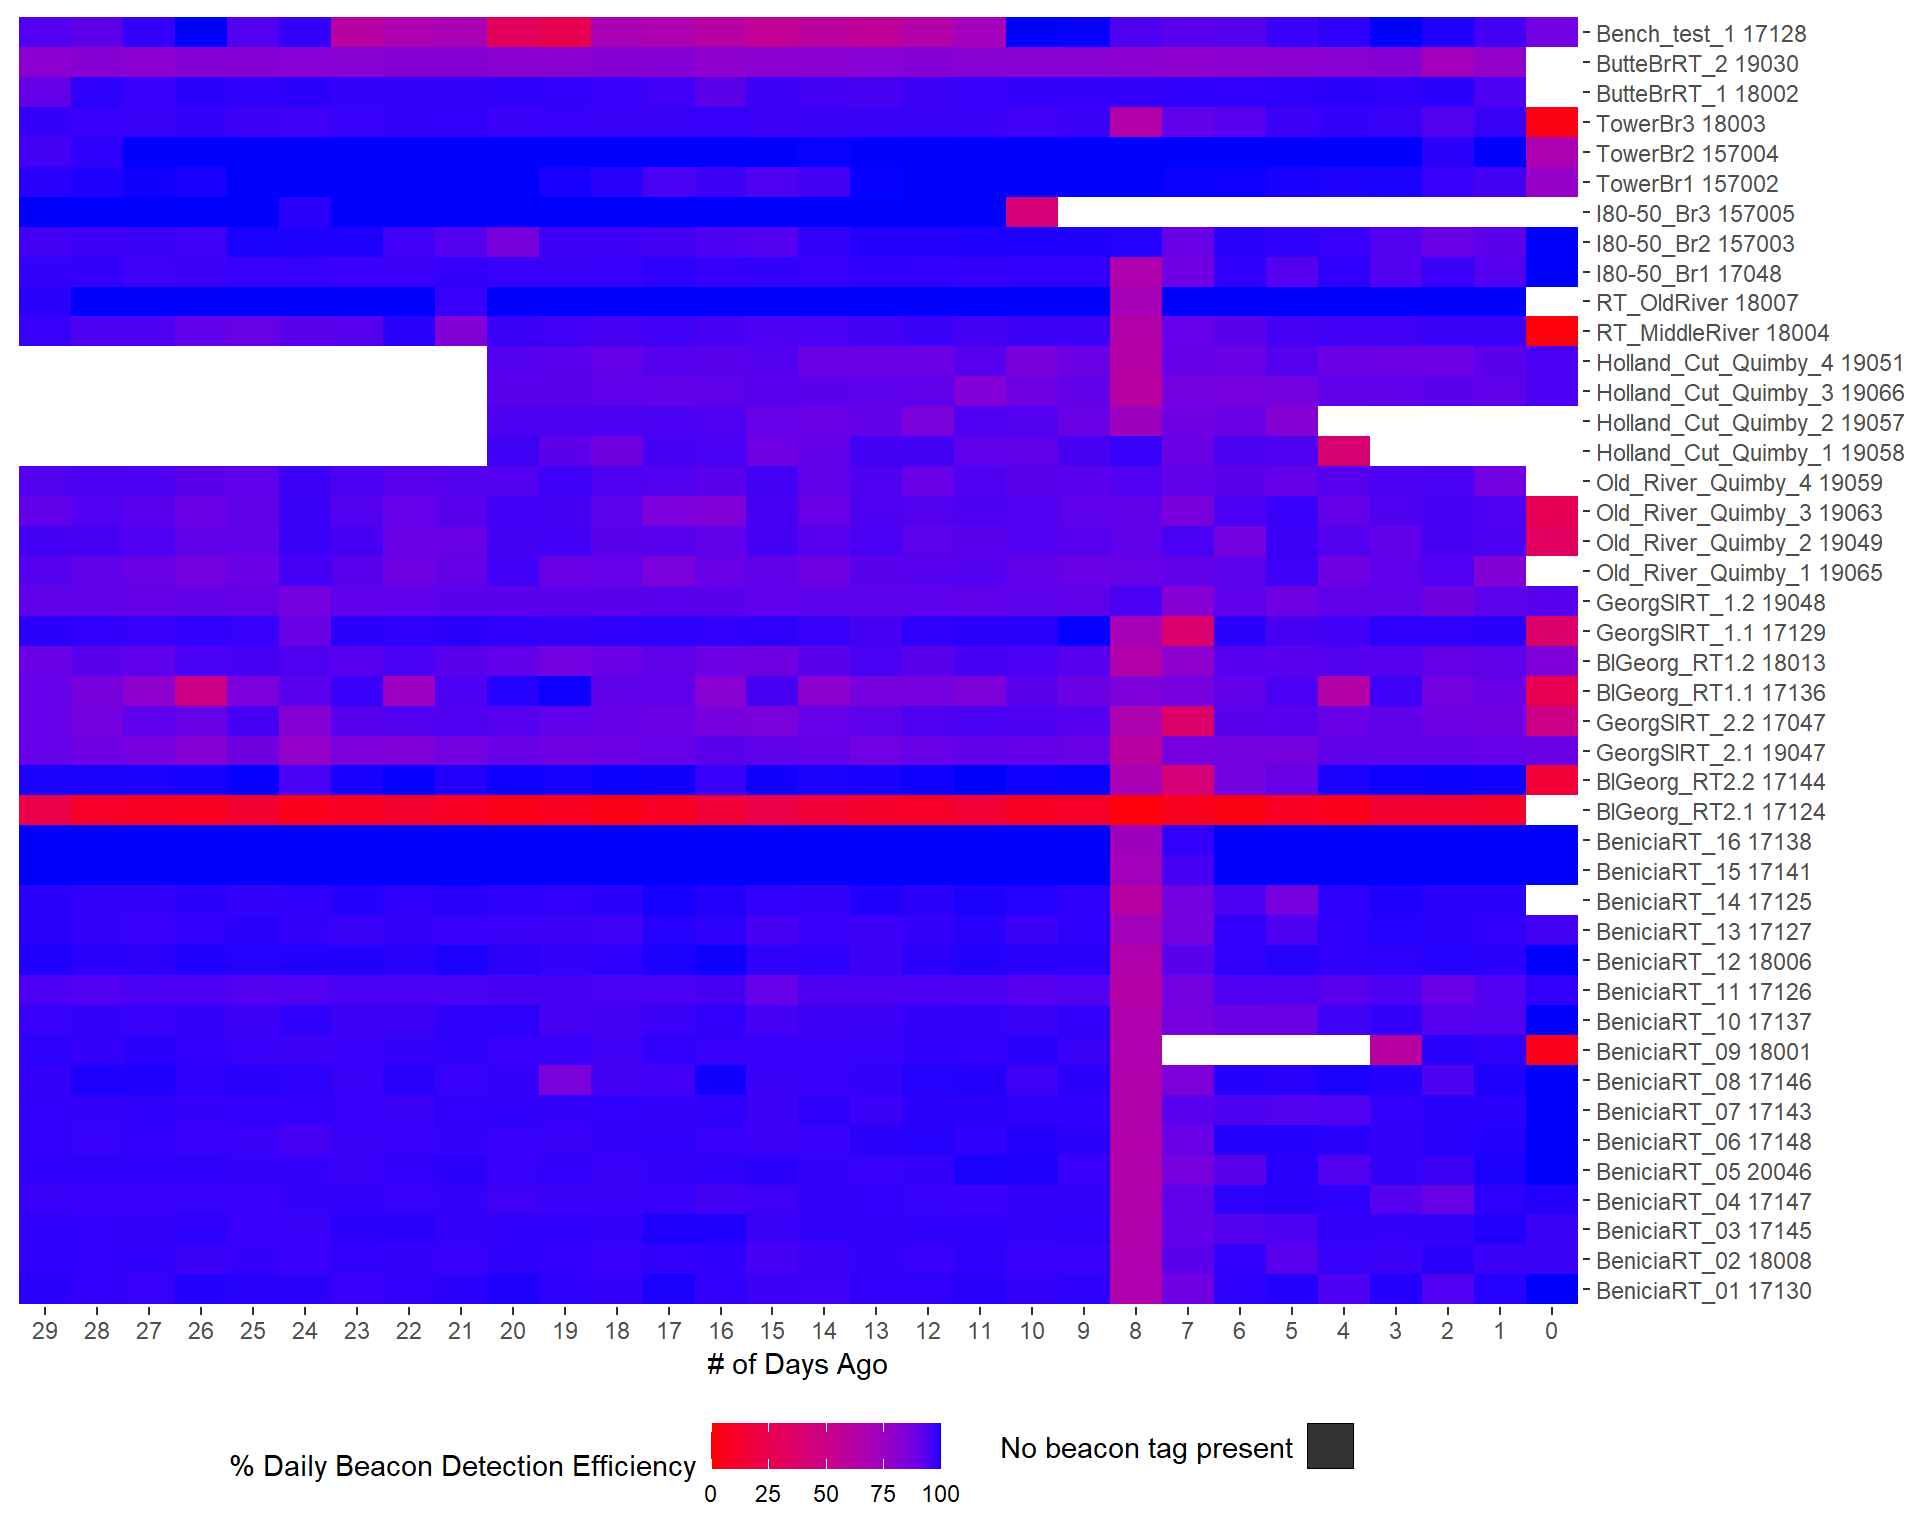 Bench_test_1 17128
ButteBrRT_2 19030
ButteBrRT_1 18002
TowerBr3 18003
TowerBr2 157004
TowerBr1 157002
I80-50_Br3 157005
I80-50_Br2 157003
I80-50_Br1 17048
RT_OldRiver 18007
RT_MiddleRiver 18004
Holland_Cut_Quimby_4 19051
Holland_Cut_Quimby_3 19066
Holland_Cut_Quimby_2 19057
Holland_Cut_Quimby_1 19058
Old_River_Quimby_4 19059
Old_River_Quimby_3 19063
Old_River_Quimby_2 19049
Old_River_Quimby_1 19065
GeorgSlRT_1.2 19048
GeorgSlRT_1.1 17129
BlGeorg_RT1.2 18013
BlGeorg_RT1.1 17136
GeorgSlRT_2.2 17047
GeorgSlRT_2.1 19047
BlGeorg_RT2.2 17144
BlGeorg_RT2.1 17124
BeniciaRT_16 17138
BeniciaRT_15 17141
BeniciaRT_14 17125
BeniciaRT_13 17127
BeniciaRT_12 18006
BeniciaRT_11 17126
BeniciaRT_10 17137
BeniciaRT_09 18001
BeniciaRT_08 17146
BeniciaRT_07 17143
BeniciaRT_06 17148
BeniciaRT_05 20046
BeniciaRT_04 17147
BeniciaRT_03 17145
BeniciaRT_02 18008
BeniciaRT_01 17130
29 28 27 26 25 24 23 22 21 20 19 18 17 16 15 14 13 12 11 10 9 8 7 6 5 4 3 2 1 0
# of Days Ago
% Daily Beacon Detection Efficiency
0 25 50 75 100
No beacon tag present